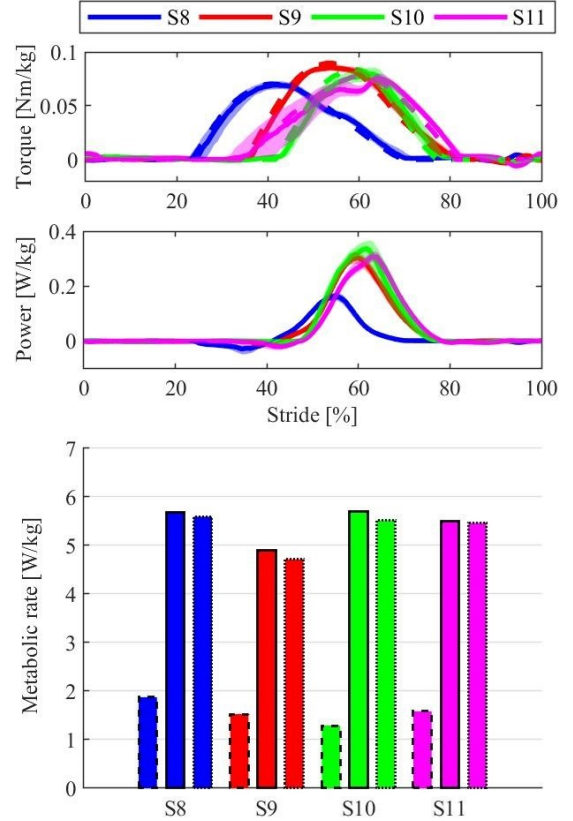 S8 S9 S10 S11
Torque [Nm/kg]
0.1
0.05
0
0 20 40 60 80 100
Power [W/kg]
0.4
0.2
0
0 20 40 60 80 100
Stride [%]
Metabolic rate [W/kg]
7
6
5
4
3
2
1
0
S8 S9 S10 S11